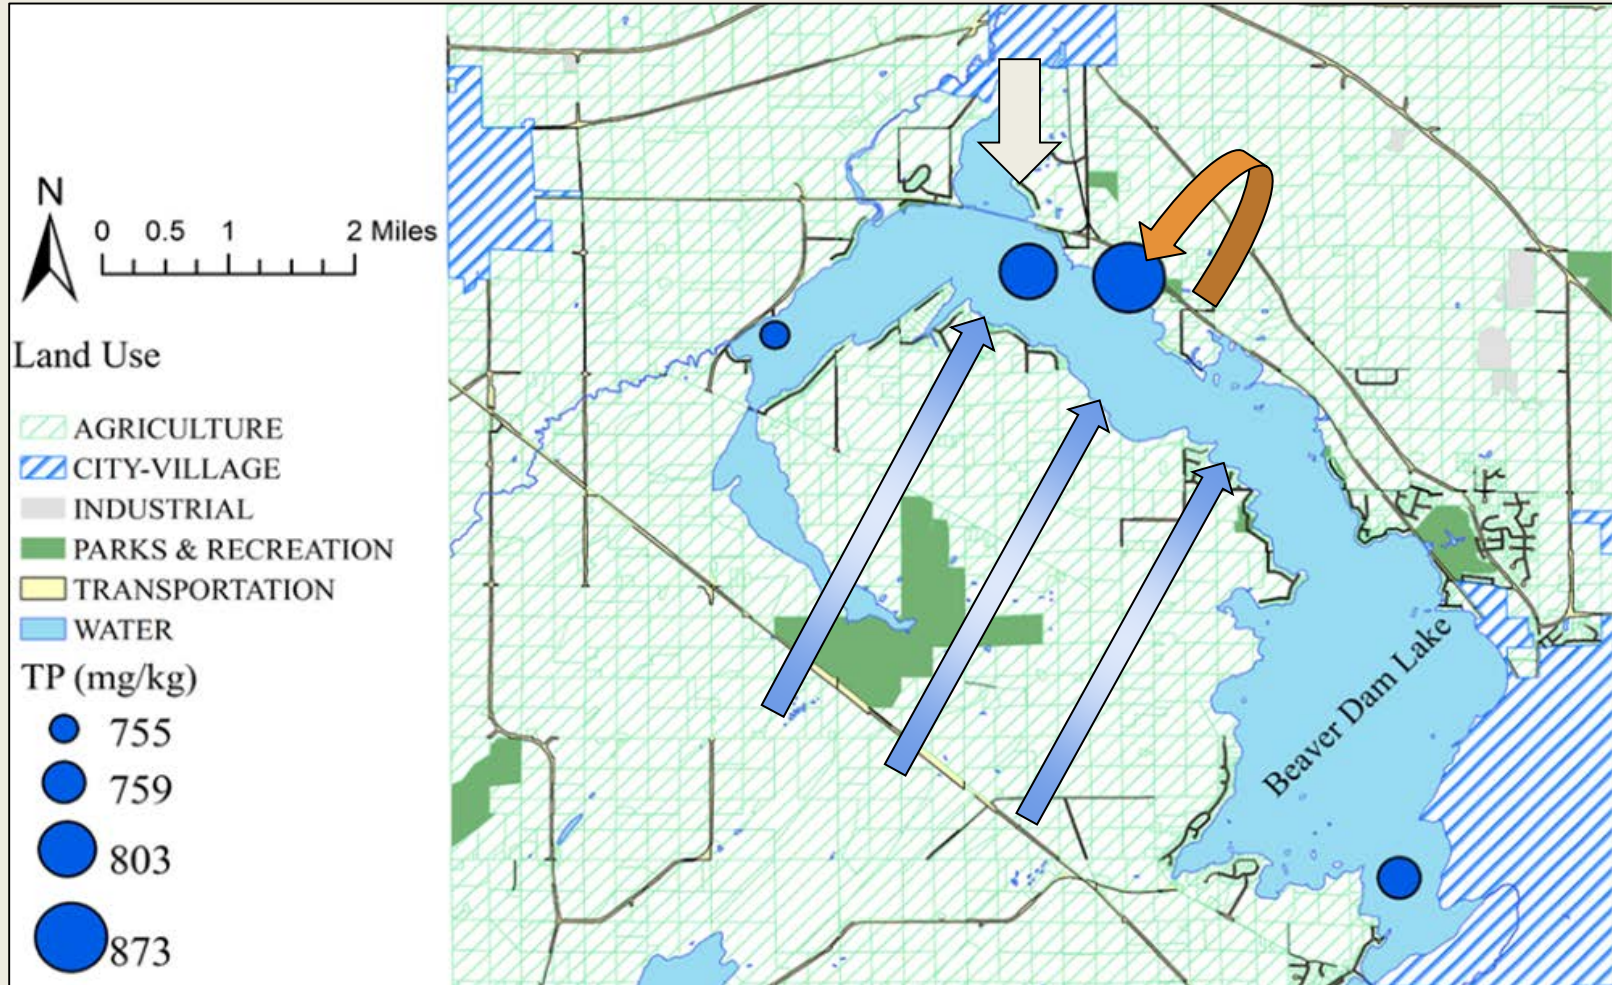 N
0 0.5 1 2 Miles
Land Use
AGRICULTURE
CITY-VILLAGE
INDUSTRIAL
PARKS & RECREATION
TRANSPORTATION
WATER
TP (mg/kg)
755
759
803
873
Beaver Dam Lake